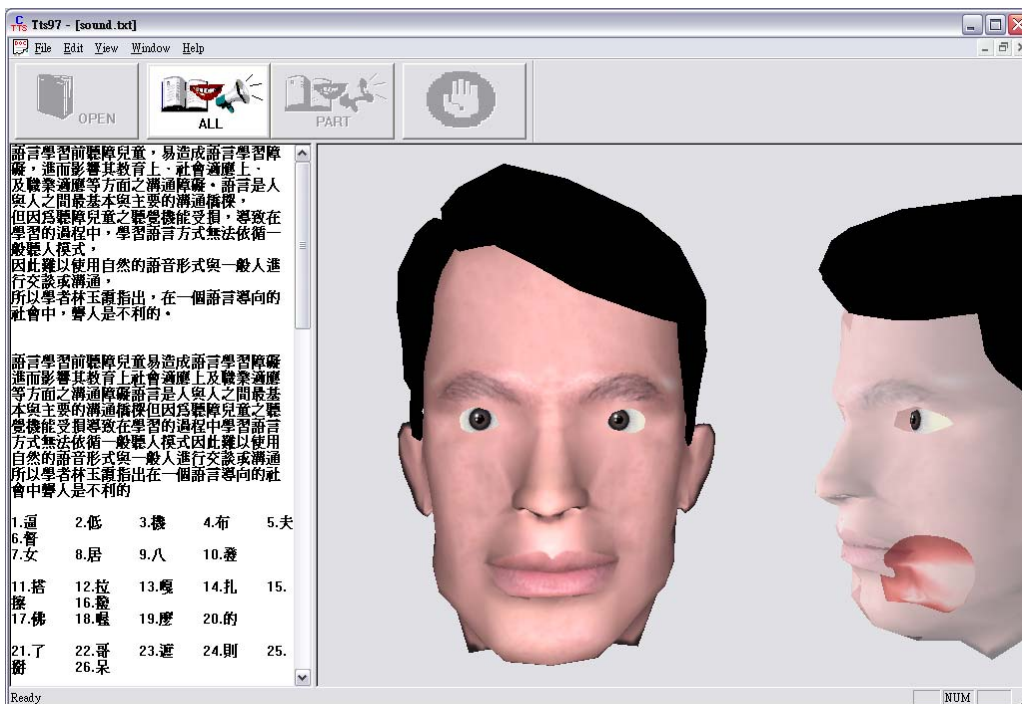 C
TTS
Tts97 - [sound.txt]
DOC
File Edit View Window Help
OPEN
ALL
PART
語言學習前聽障兒童，易造成語言學習障
礙，進而影響其教育上、社會適應上、
及職業適應等方面之溝通障礙。語言是人
與人之間最基本與主要的溝通橋樑，
但因為聽障兒童之聽覺機能受損，導致在
學習的過程中，學習語言方式無法依循一
般聽人模式，
因此難以使用自然的語音形式與一般人進
行交談或溝通，
所以學者林玉霞指出，在一個語言導向的
社會中，聾人是不利的。
語言學習前聽障兒童易造成語言學習障礙
進而影響其教育上社會適應上及職業適應
等方面之溝通障礙語言是人與人之間最基
本與主要的溝通橋樑但因為聽障兒童之聽
覺機能受損導致在學習的過程中學習語言
方式無法依循一般聽人模式因此難以使用
自然的語音形式與一般人進行交談或溝通
所以學者林玉霞指出在一個語言導向的社
會中聾人是不利的
1.逼 2.低 3.機 4.布 5.夫
6.督
7.女 8.居 9.八 10.登
11.搭 12.拉 13.嘎 14.扎 15.
擦 16.
17.佛 18.喔 19.摩 20.的
21.了 22.哥 23.遮 24.則 25.
掰 26.呆
Ready
NUM